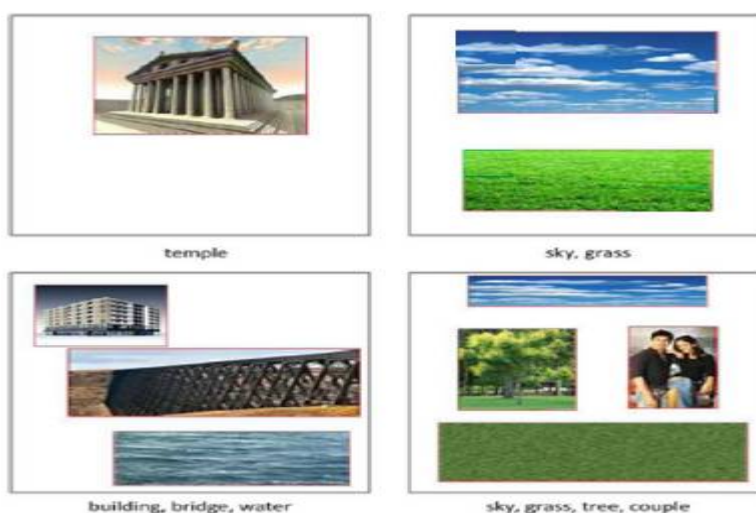 temple
sky, grass
building, bridge, water
sky, grass, tree, couple